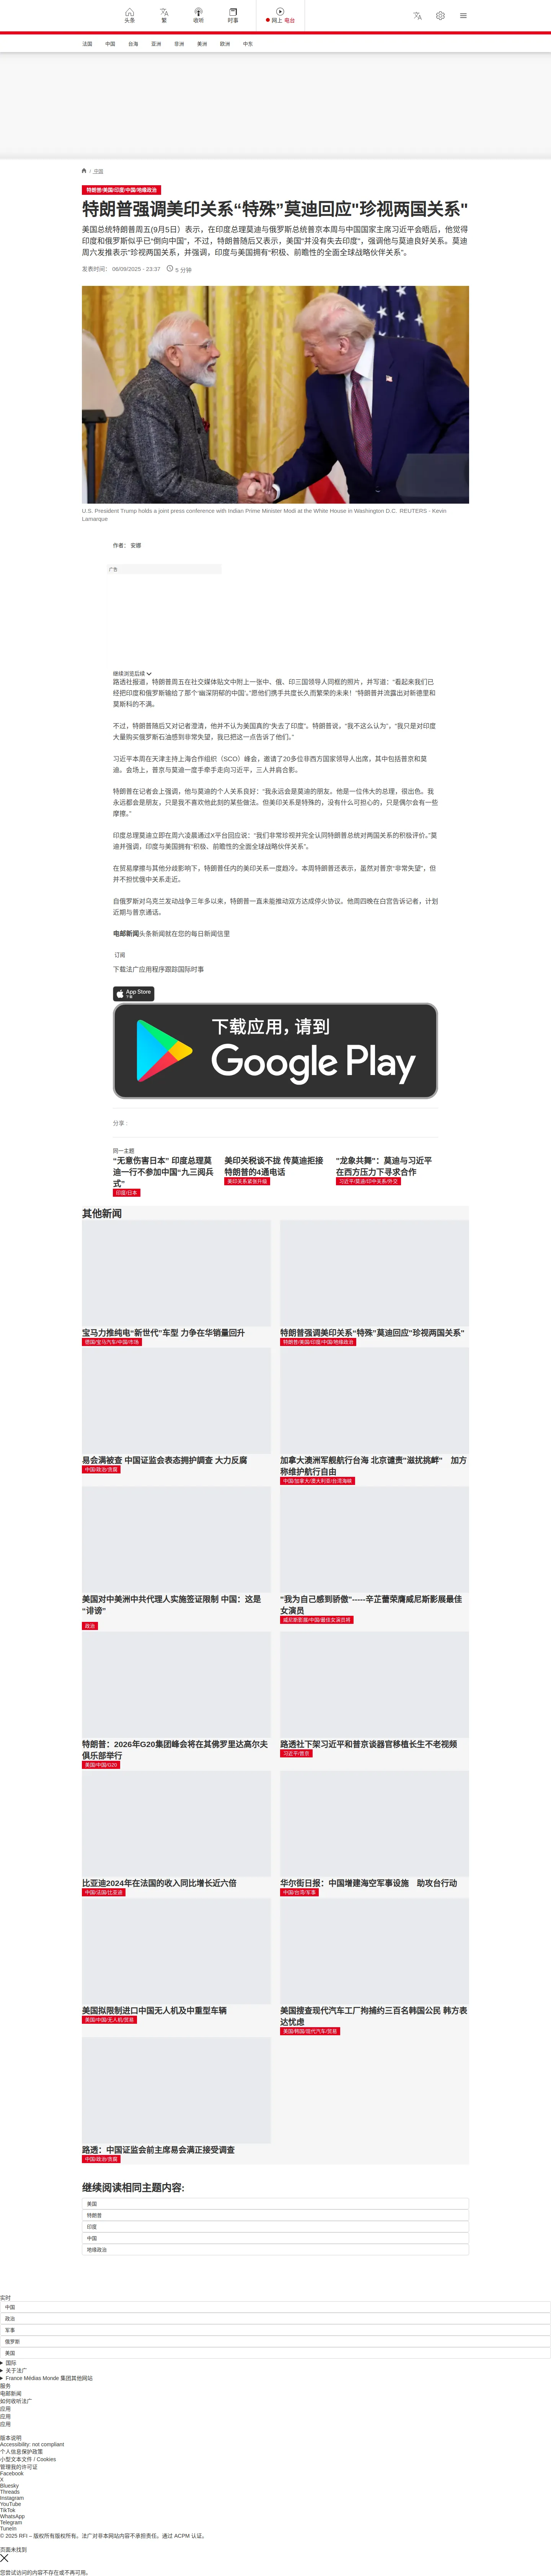 头条
繁
收听
时事
网上 电台
法国 中国 台海 亚洲 非洲 美洲 欧洲 中东
/ 中国
特朗普/美国/印度/中国/地缘政治
特朗普强调美印关系“特殊”莫迪回应"珍视两国关系"
美国总统特朗普周五(9月5日）表示，在印度总理莫迪与俄罗斯总统普京本周与中国国家主席习近平会晤后，他觉得
印度和俄罗斯似乎已“倒向中国”，不过，特朗普随后又表示，美国“并没有失去印度”，强调他与莫迪良好关系。莫迪
周六发推表示"珍视两国关系，并强调，印度与美国拥有“积极、前瞻性的全面全球战略伙伴关系”。
发表时间： 06/09/2025 - 23:37 5 分钟
U.S. President Trump holds a joint press conference with Indian Prime Minister Modi at the White House in Washington D.C. REUTERS - Kevin
Lamarque
作者： 安娜
广告
继续浏览后续
路透社报道，特朗普周五在社交媒体贴文中附上一张中、俄、印三国领导人同框的照片，并写道：“看起来我们已
经把印度和俄罗斯输给了那个‘幽深阴郁的中国’。”愿他们携手共度长久而繁荣的未来！”特朗普并流露出对新德里和
莫斯科的不满。
不过，特朗普随后又对记者澄清，他并不认为美国真的“失去了印度”。特朗普说，“我不这么认为”，“我只是对印度
大量购买俄罗斯石油感到非常失望，我已把这一点告诉了他们。”
习近平本周在天津主持上海合作组织（SCO）峰会，邀请了20多位非西方国家领导人出席，其中包括普京和莫
迪。会场上，普京与莫迪一度手牵手走向习近平，三人并肩合影。
特朗普在记者会上强调，他与莫迪的个人关系良好：“我永远会是莫迪的朋友。他是一位伟大的总理，很出色。我
永远都会是朋友，只是我不喜欢他此刻的某些做法。但美印关系是特殊的，没有什么可担心的，只是偶尔会有一些
摩擦。”
印度总理莫迪立即在周六凌晨通过X平台回应说：“我们非常珍视并完全认同特朗普总统对两国关系的积极评价。”莫
迪并强调，印度与美国拥有“积极、前瞻性的全面全球战略伙伴关系”。
在贸易摩擦与其他分歧影响下，特朗普任内的美印关系一度趋冷。本周特朗普还表示，虽然对普京“非常失望”，但
并不担忧俄中关系走近。
自俄罗斯对乌克兰发动战争三年多以来，特朗普一直未能推动双方达成停火协议。他周四晚在白宫告诉记者，计划
近期与普京通话。
电邮新闻头条新闻就在您的每日新闻信里
订阅
下载法广应用程序跟踪国际时事
App Store
下载
下载应用，请到
Google Play
分享 :
同一主题
“无意伤害日本” 印度总理莫
迪一行不参加中国“九三阅兵
式”
印度/日本
美印关税谈不拢 传莫迪拒接
特朗普的4通电话
美印关系紧张升级
“龙象共舞”：莫迪与习近平
在西方压力下寻求合作
习近平/莫迪/印中关系/外交
其他新闻
宝马力推纯电“新世代”车型 力争在华销量回升
德国/宝马汽车/中国/市场
特朗普强调美印关系“特殊”莫迪回应"珍视两国关系"
特朗普/美国/印度/中国/地缘政治
易会满被查 中国证监会表态拥护調查 大力反腐
中国/政治/贪腐
加拿大澳洲军舰航行台海 北京谴责“滋扰挑衅” 加方
称维护航行自由
中国/加拿大/澳大利亚/台湾海峡
美国对中美洲中共代理人实施签证限制 中国：这是
“诽谤”
政治
"我为自己感到骄傲"-----辛芷蕾荣膺威尼斯影展最佳
女演员
威尼斯影展/中国/最佳女演员将
特朗普：2026年G20集团峰会将在其佛罗里达高尔夫
俱乐部举行
美国/中国/G20
路透社下架习近平和普京谈器官移植长生不老视频
习近平/普京
比亚迪2024年在法国的收入同比增长近六倍
中国/法国/比亚迪
华尔街日报：中国增建海空军事设施 助攻台行动
中国/台湾/军事
美国拟限制进口中国无人机及中重型车辆
美国/中国/无人机/贸易
美国搜查现代汽车工厂拘捕约三百名韩国公民 韩方表
达忧虑
美国/韩国/现代汽车/贸易
路透：中国证监会前主席易会满正接受调查
中国/政治/贪腐
继续阅读相同主题内容:
美国
特朗普
印度
中国
地缘政治
实时
中国
政治
军事
俄罗斯
美国
国际
关于法广
France Médias Monde 集团其他网站
服务
电邮新闻
如何收听法广
应用
应用
应用
版本说明
Accessibility: not compliant
个人信息保护政策
小型文本文件 / Cookies
管理我的许可证
Facebook
X
Bluesky
Threads
Instagram
YouTube
TikTok
WhatsApp
Telegram
TuneIn
© 2025 RFI – 版权所有版权所有。法广对非本网站内容不承担责任。通过 ACPM 认证。
页面未找到
您尝试访问的内容不存在或不再可用。